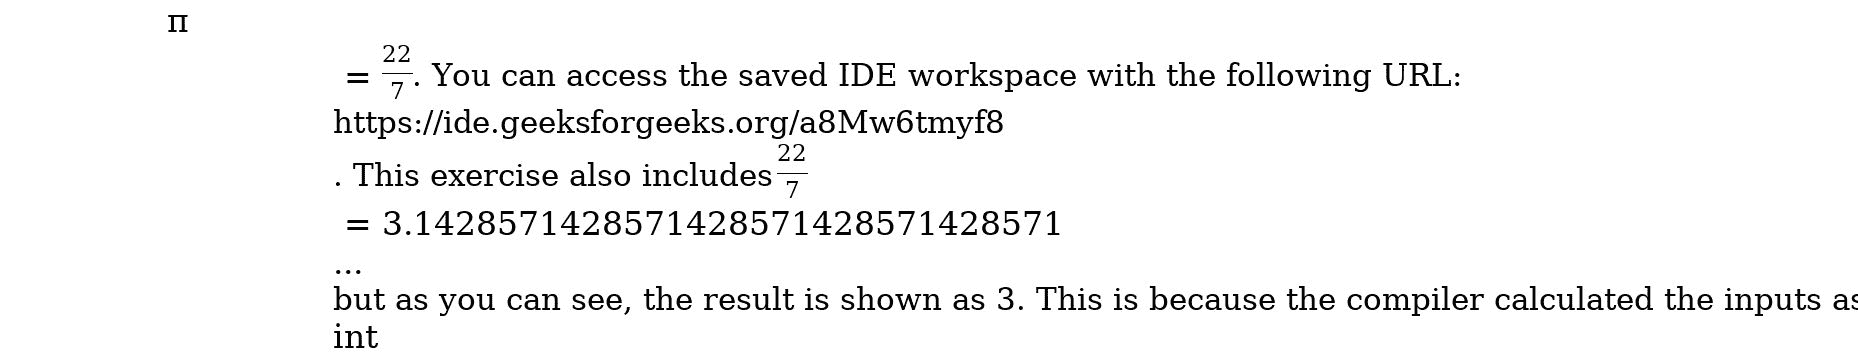 π
= 22/7. You can access the saved IDE workspace with the following URL:
https://ide.geeksforgeeks.org/a8Mw6tmyf8
. This exercise also includes 22/7
= 3.1428571428571428571428571428571
...
but as you can see, the result is shown as 3. This is because the compiler calculated the inputs as
int